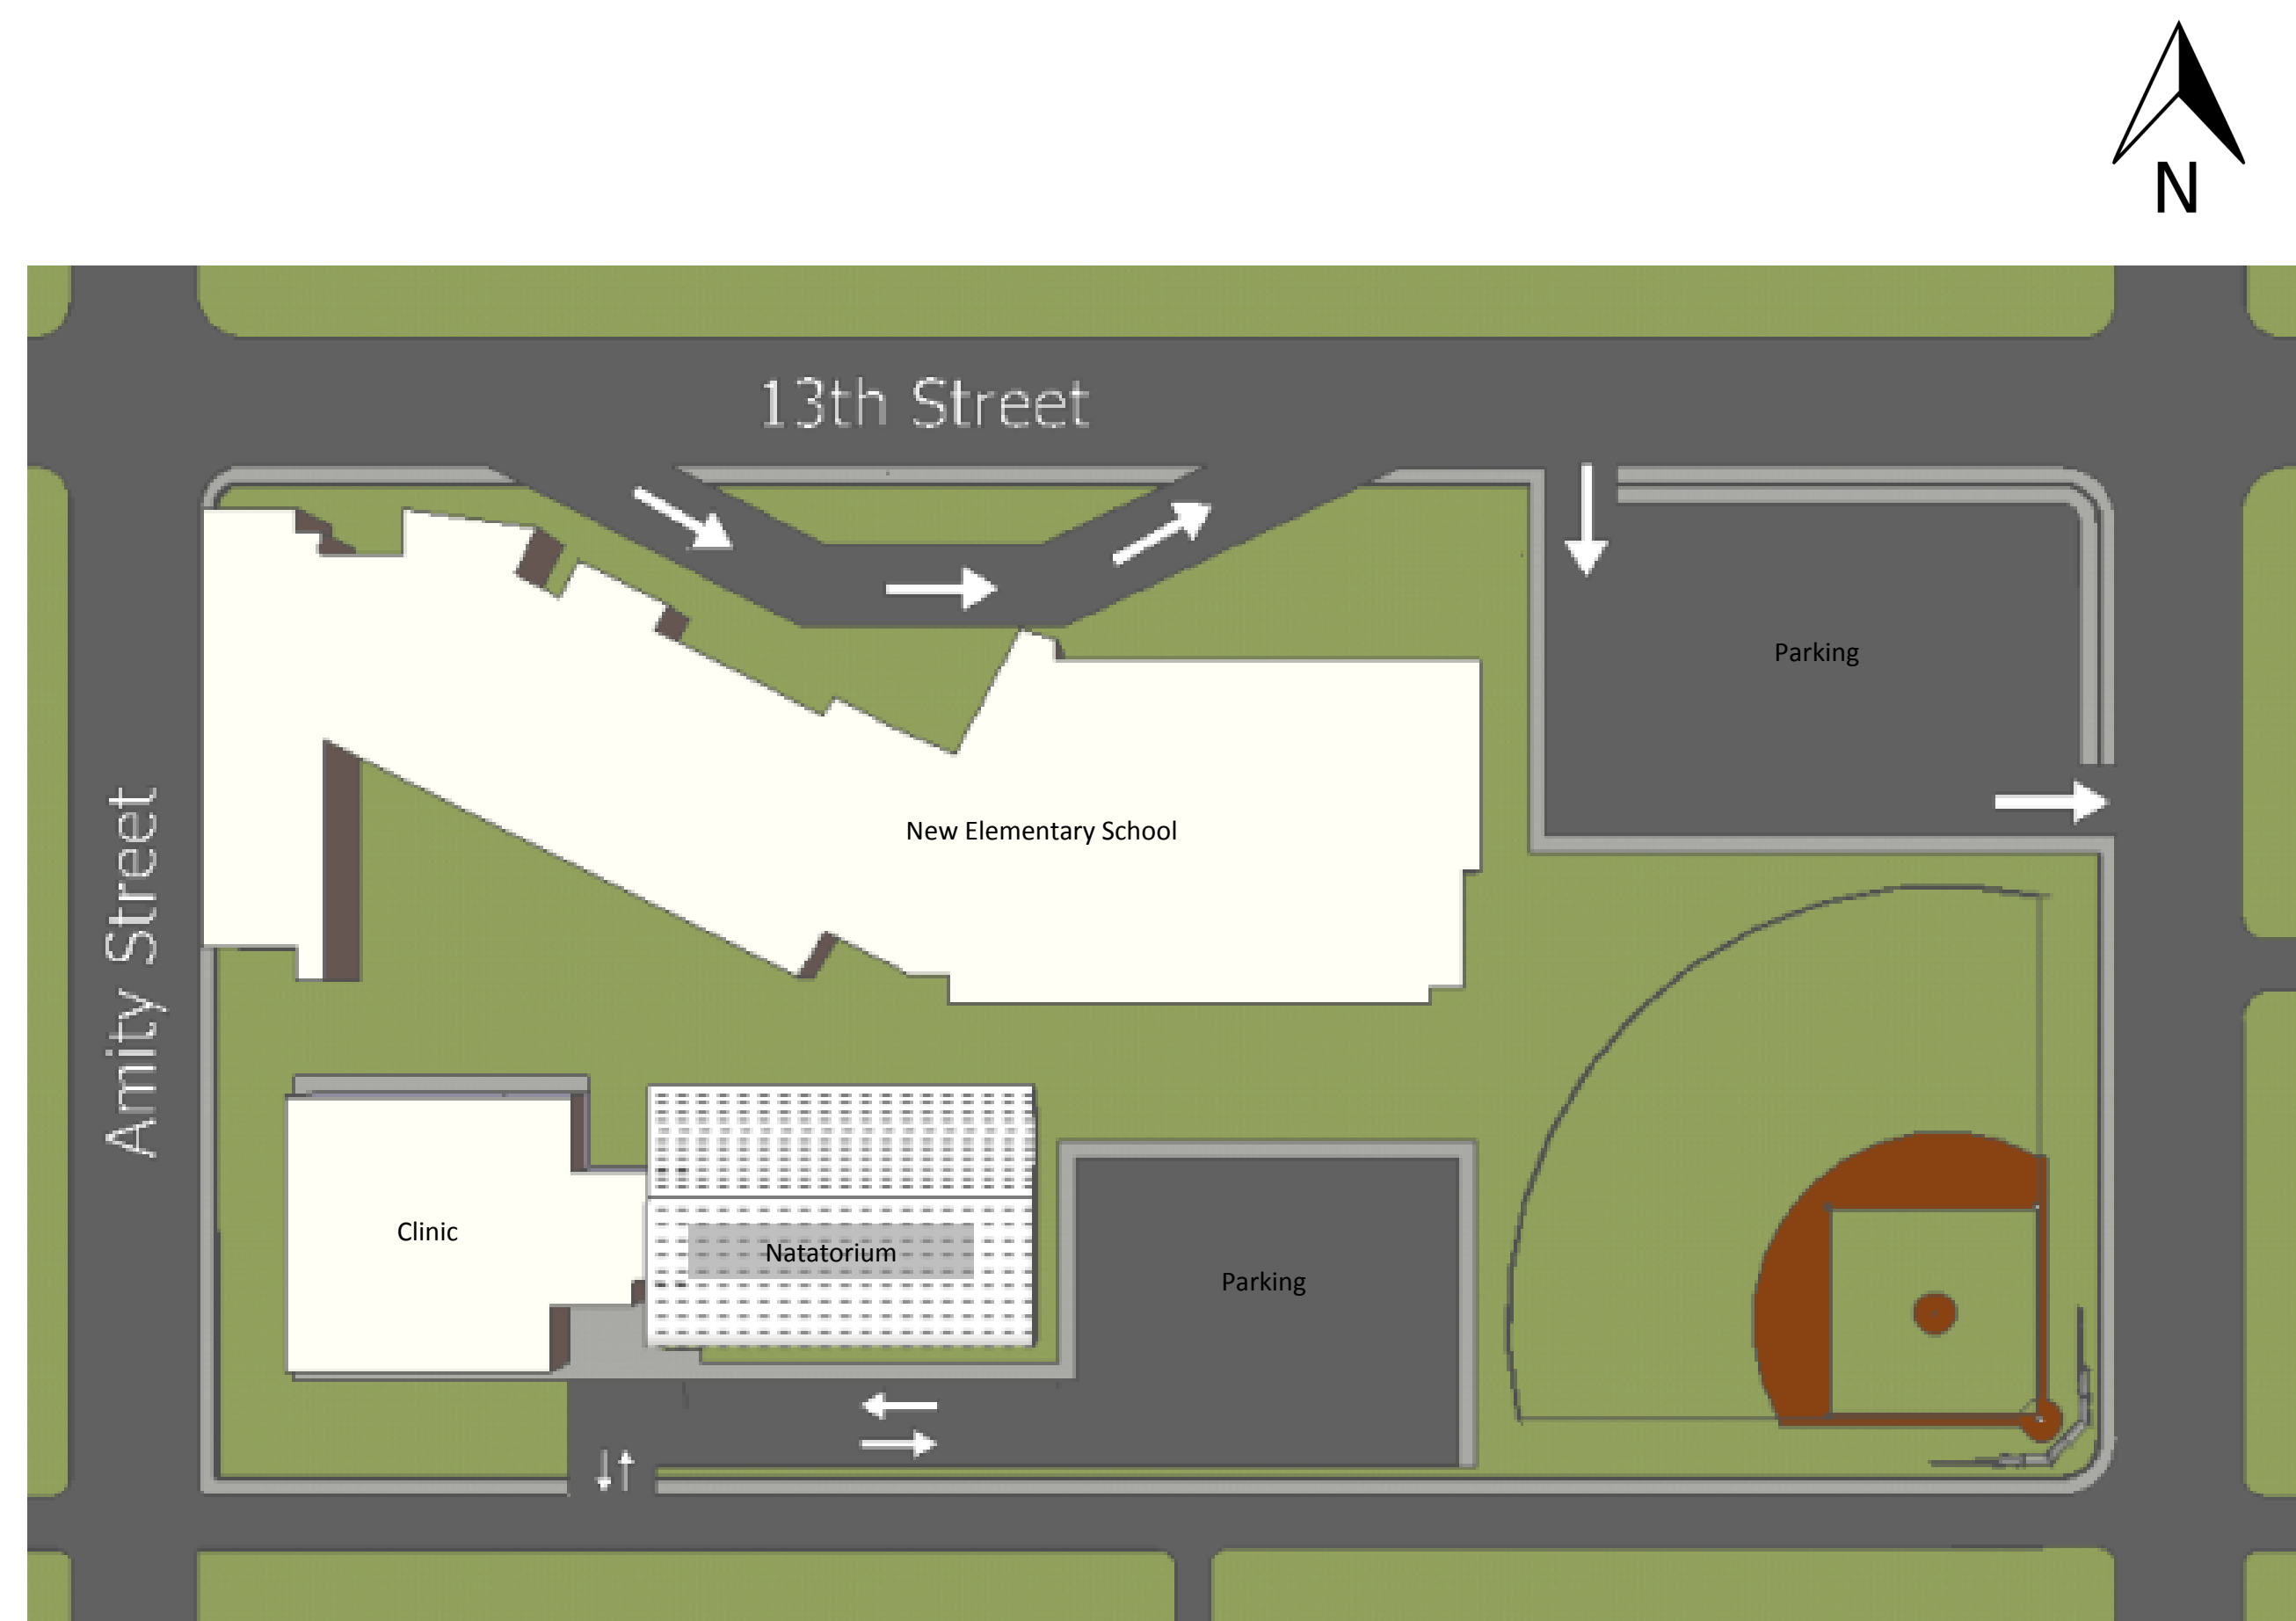 N
13th Street
Parking
New Elementary School
Amity Street
Clinic
Natatorium
Parking